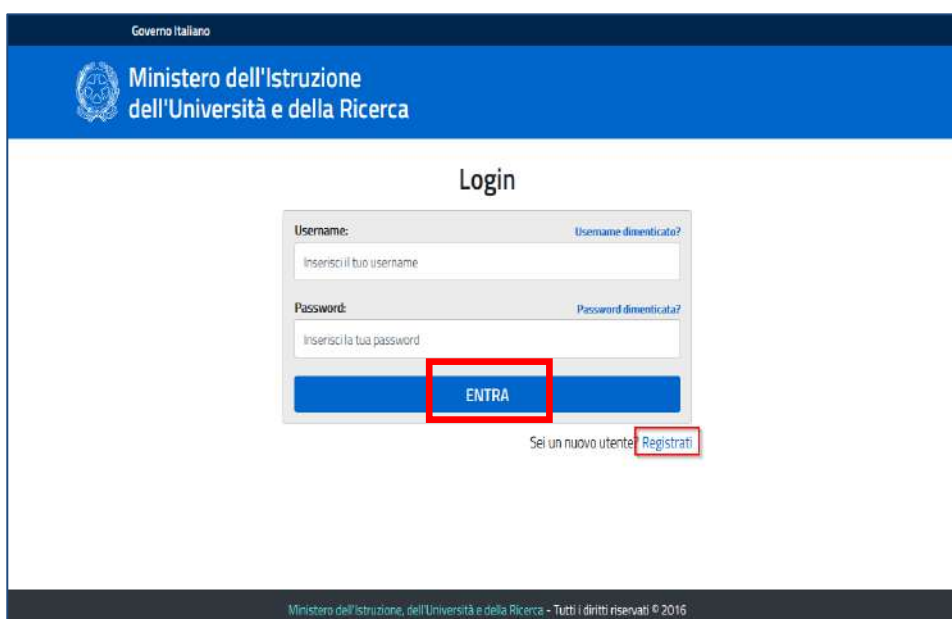 Governo Italiano
Ministero dell'Istruzione
dell'Università e della Ricerca
Login
Username: Username dimenticato?
Inserisci il tuo username
Password: Password dimenticata?
Inserisci la tua password
ENTRA
Sei un nuovo utente? Registrati
Ministero dell'Istruzione, dell'Università e della Ricerca - Tutti i diritti riservati © 2016